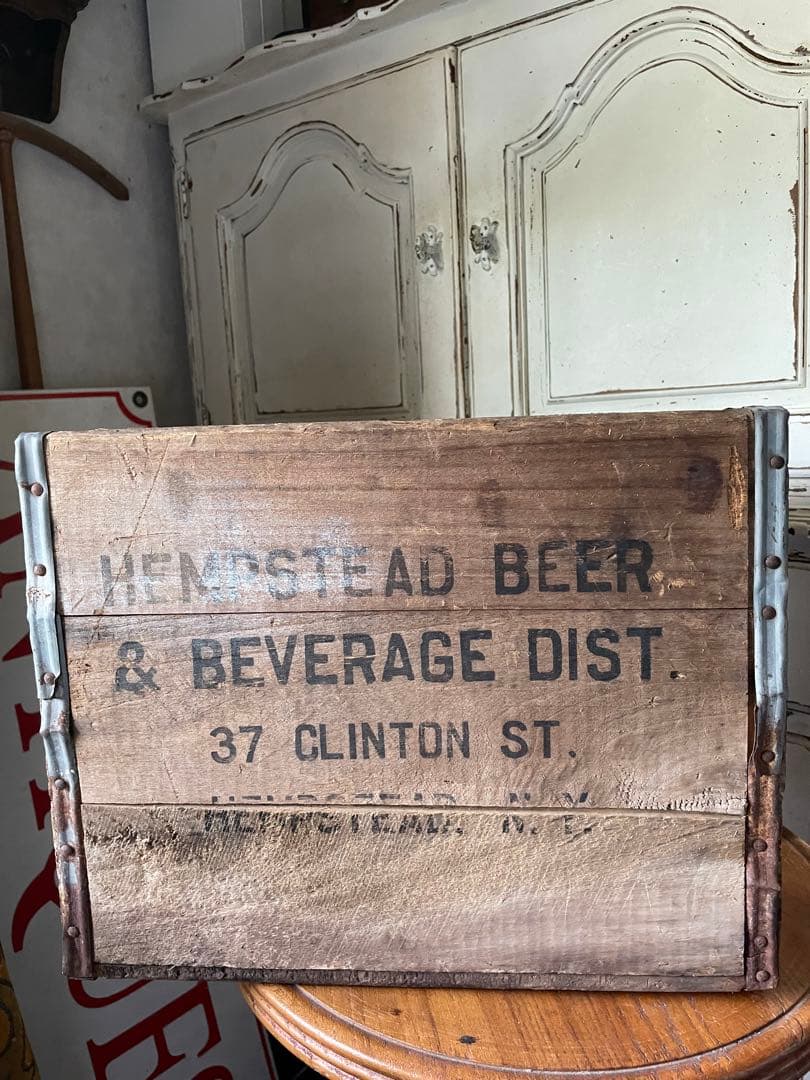 HEMPSTEAD BEER
& BEVERAGE DIST.
37 CLINTON ST.
HEMPSTEAD, N.Y.